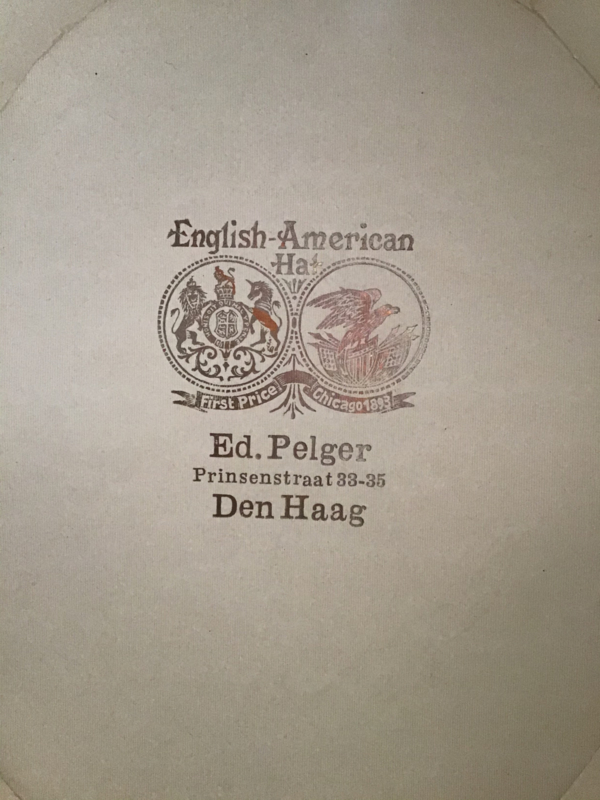 English-American
Hat
First Price Chicago 1893
Ed. Pelger
Prinsenstraat 33-35
Den Haag